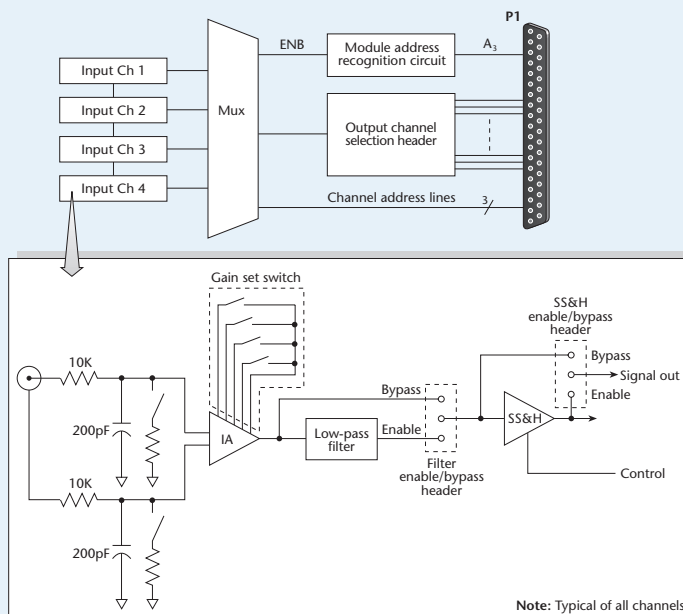 P1
ENB
Module address
recognition circuit
A3
Input Ch 1
Input Ch 2
Input Ch 3
Input Ch 4
Mux
Output channel
selection header
Channel address lines
3
Gain set switch
SS&H
enable/bypass
header
10K
Bypass
Signal out
Enable
200pF
IA
Bypass
Enable
Low-pass
filter
SS&H
Filter
enable/bypass
header
Control
10K
200pF
Note: Typical of all channels